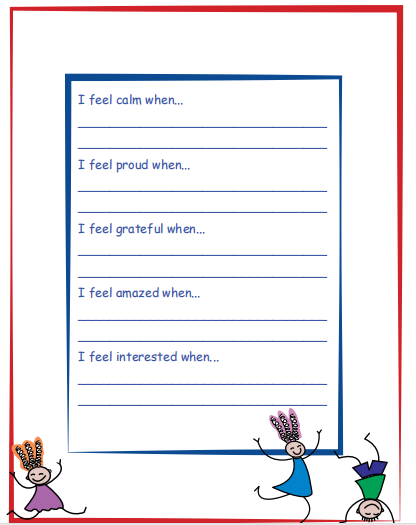 I feel calm when...
I feel proud when...
I feel grateful when...
I feel amazed when...
I feel interested when...